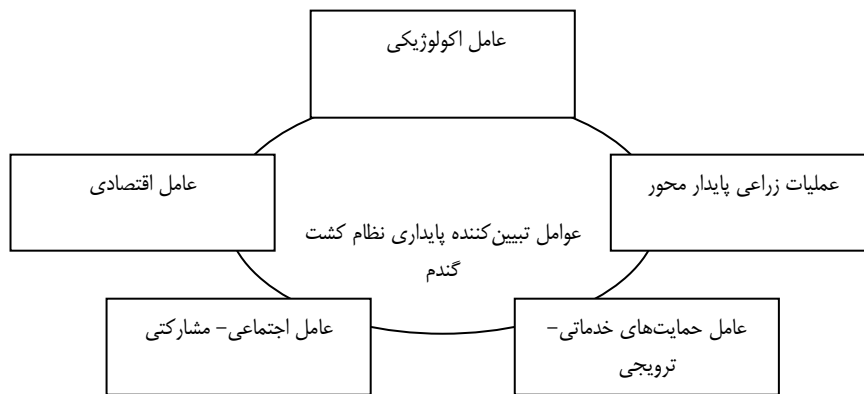 عامل اکولوژیکی
عملیات زراعی پایدار محور
عامل اقتصادی
عوامل تبیین‌کننده پایداری نظام کشت
گندم
عامل حمایت‌های خدماتی-
ترویجی
عامل اجتماعی- مشارکتی